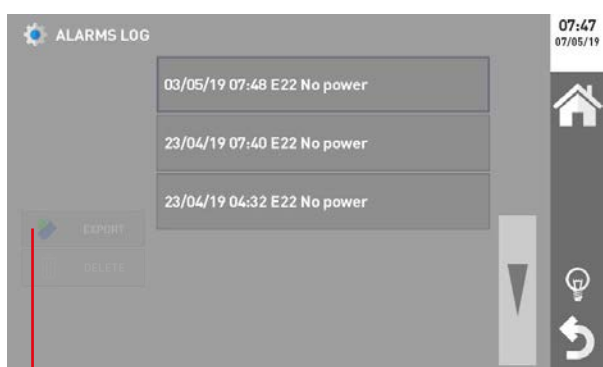 ALARMS LOG
07:47
07/05/19
03/05/19 07:48 E22 No power
23/04/19 07:40 E22 No power
23/04/19 04:32 E22 No power
EXPORT
DELETE